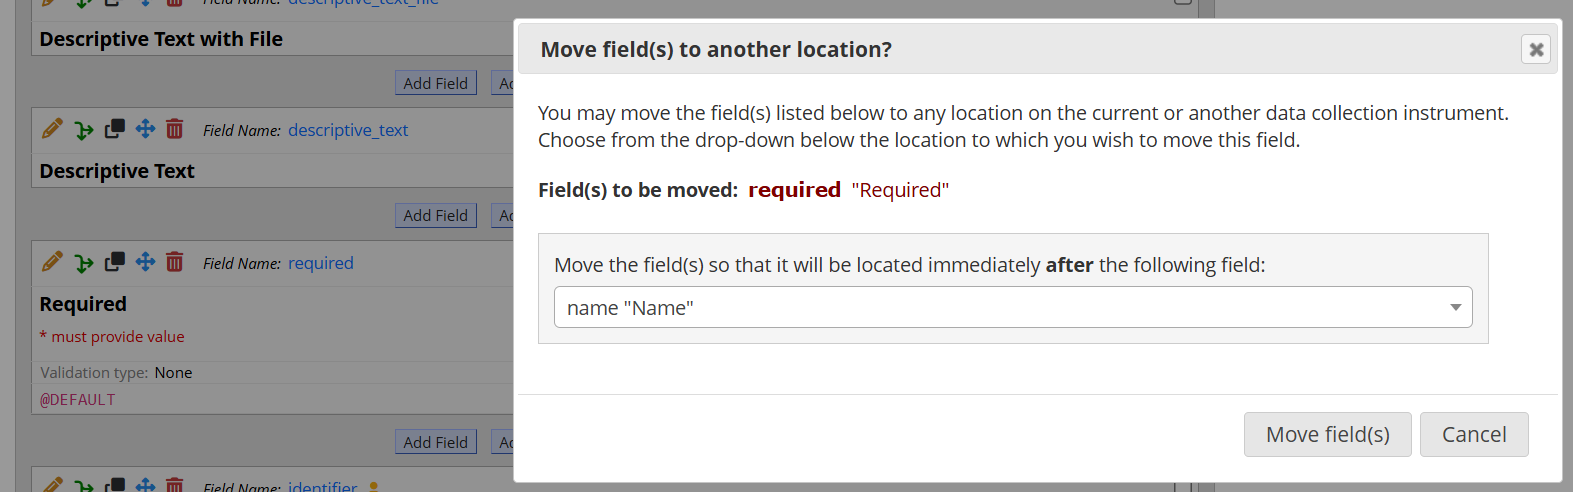 Field Name: descriptive_text_file
Descriptive Text with File
Add Field
Field Name: descriptive_text
Descriptive Text
Add Field
Field Name: required
Required
* must provide value
Validation type: None
@DEFAULT
Add Field
Field Name: identifier
Move field(s) to another location?
You may move the field(s) listed below to any location on the current or another data collection instrument.
Choose from the drop-down below the location to which you wish to move this field.
Field(s) to be moved: required "Required"
Move the field(s) so that it will be located immediately after the following field:
name "Name"
Move field(s) Cancel